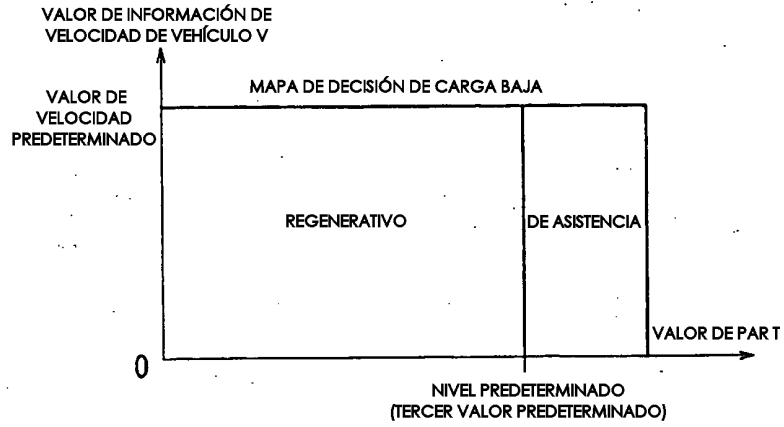 VALOR DE INFORMACIÓN DE
VELOCIDAD DE VEHÍCULO V
MAPA DE DECISIÓN DE CARGA BAJA
VALOR DE
VELOCIDAD
PREDETERMINADO
REGENERATIVO
DE ASISTENCIA
VALOR DE PAR T
0
NIVEL PREDETERMINADO
(TERCER VALOR PREDETERMINADO)